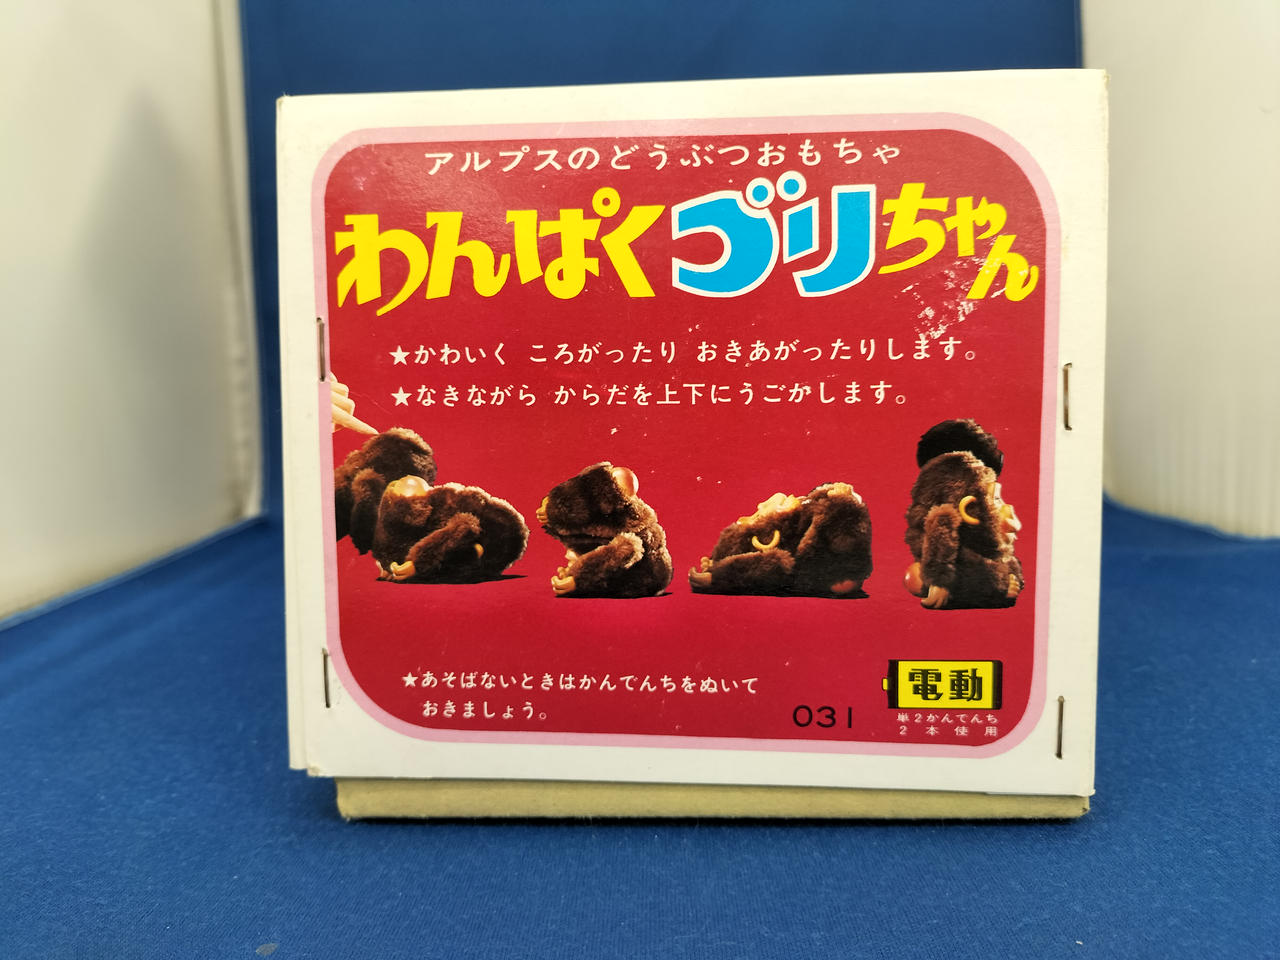 アルプスのどうぶつおもちゃ
わんぱくゴリちゃん
★かわいく ころがったり おきあがったりします。
★なきながら からだを上下にうごかします。
★あそばないときはかんでんちをぬいて
おきましょう。
031
電動
単2かんでんち
2本使用